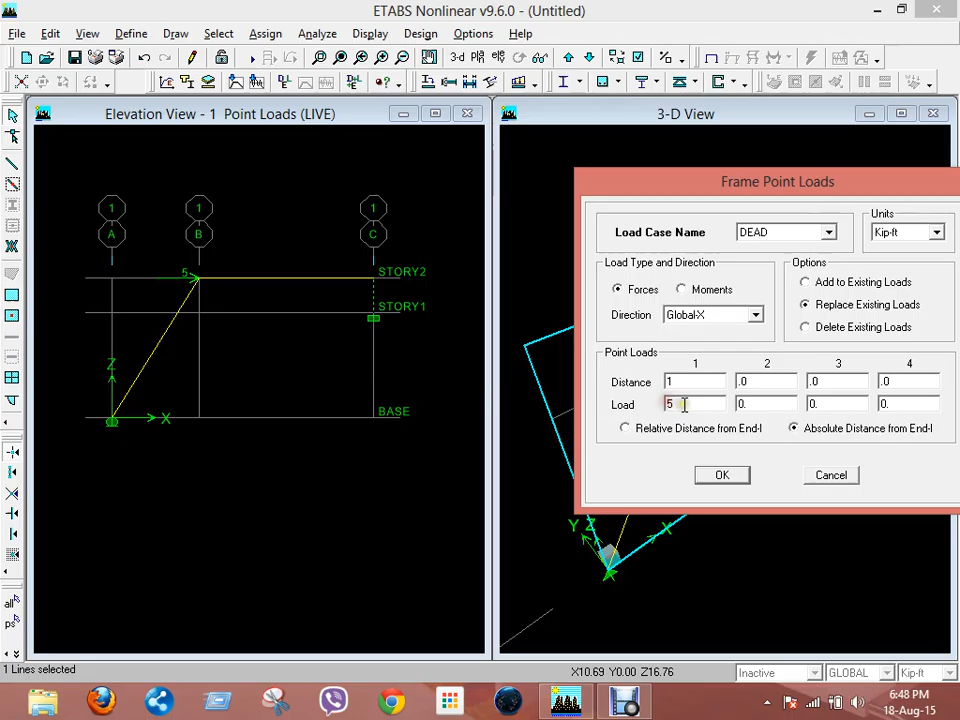 ETABS Nonlinear v9.6.0 - (Untitled)
File Edit View Define Draw Select Assign Analyze Display Design Options Help
3-d
all
ps
Elevation View - 1 Point Loads (LIVE)
1 1 1
A B C
5
STORY2
STORY1
BASE
Z
X
3-D View
Y Z X
Frame Point Loads
Load Case Name DEAD
Units
Kip-ft
Load Type and Direction
Forces Moments
Direction Global-X
Options
Add to Existing Loads
Replace Existing Loads
Delete Existing Loads
Point Loads
1 2 3 4
Distance 1 .0 .0 .0
Load 5 0. 0. 0.
Relative Distance from End-I Absolute Distance from End-I
OK Cancel
1 Lines selected
X10.69 Y0.00 Z16.76
Inactive GLOBAL Kip-ft
6:48 PM
18-Aug-15